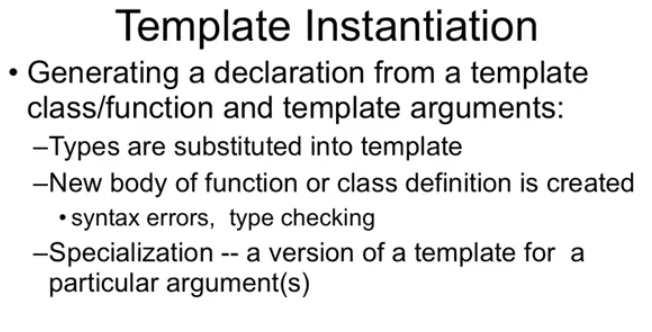 Template Instantiation
• Generating a declaration from a template
class/function and template arguments:
–Types are substituted into template
–New body of function or class definition is created
• syntax errors,  type checking
–Specialization -- a version of a template for  a
particular argument(s)